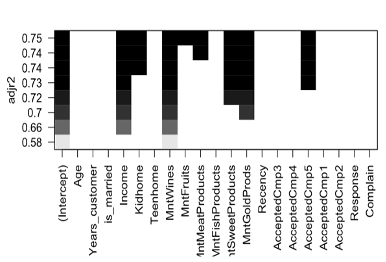 adjr2
0.75
0.75
0.74
0.74
0.73
0.72
0.7
0.66
0.58
(Intercept)
Age
Years_customer
is_married
Income
Kidhome
Teenhome
MntWines
MntFruits
MntMeatProducts
MntFishProducts
ntSweetProducts
MntGoldProds
Recency
AcceptedCmp3
AcceptedCmp4
AcceptedCmp5
AcceptedCmp1
AcceptedCmp2
Response
Complain